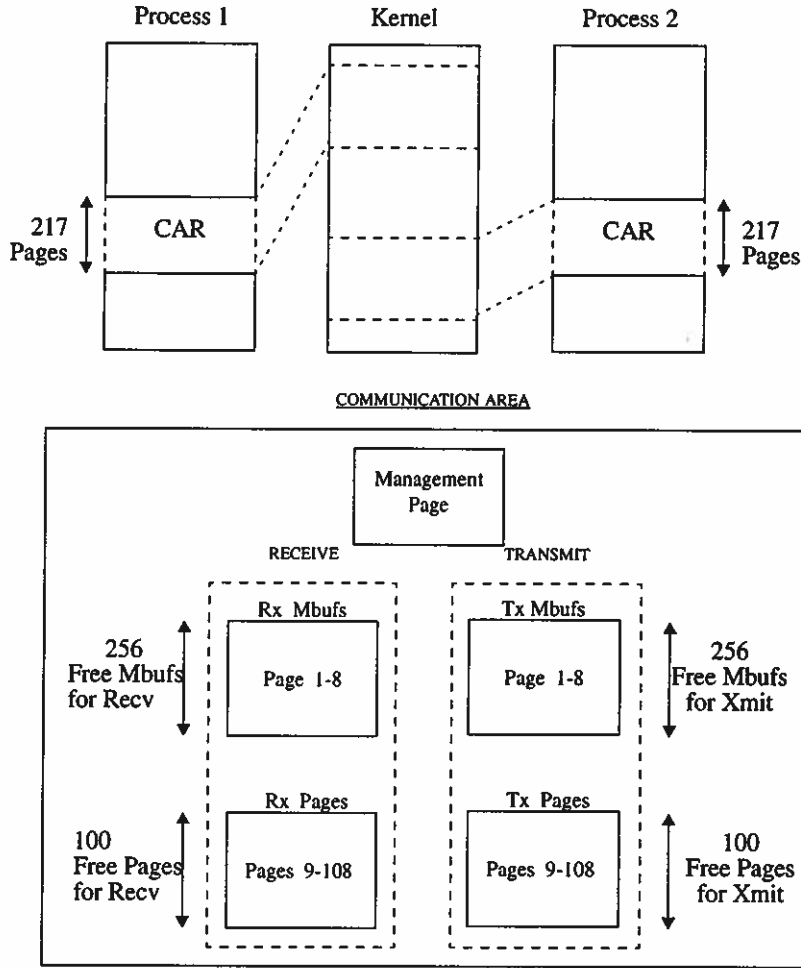 Process 1
Kernel
Process 2
217
Pages
CAR
CAR
217
Pages
COMMUNICATION AREA
Management
Page
RECEIVE
TRANSMIT
Rx Mbufs
Tx Mbufs
256
Free Mbufs
for Recv
Page 1-8
Page 1-8
256
Free Mbufs
for Xmit
Rx Pages
Tx Pages
100
Free Pages
for Recv
Pages 9-108
Pages 9-108
100
Free Pages
for Xmit